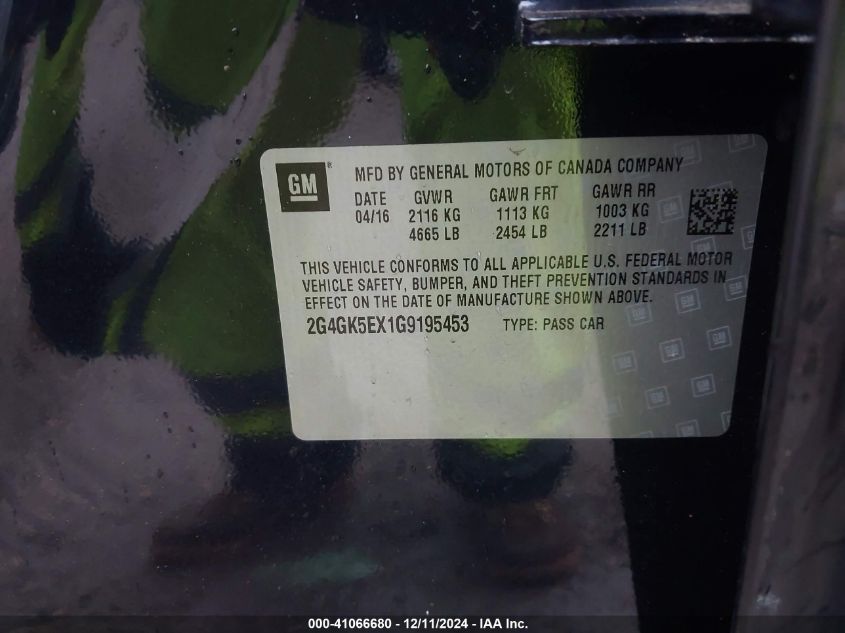 GM ® MFD BY GENERAL MOTORS OF CANADA COMPANY
DATE GVWR GAWR FRT GAWR RR
04/16 2116 KG 1113 KG 1003 KG
4665 LB 2454 LB 2211 LB
THIS VEHICLE CONFORMS TO ALL APPLICABLE U.S. FEDERAL MOTOR
VEHICLE SAFETY, BUMPER, AND THEFT PREVENTION STANDARDS IN
EFFECT ON THE DATE OF MANUFACTURE SHOWN ABOVE.
2G4GK5EX1G9195453 TYPE: PASS CAR
000-41066680 - 12/11/2024 - IAA Inc.